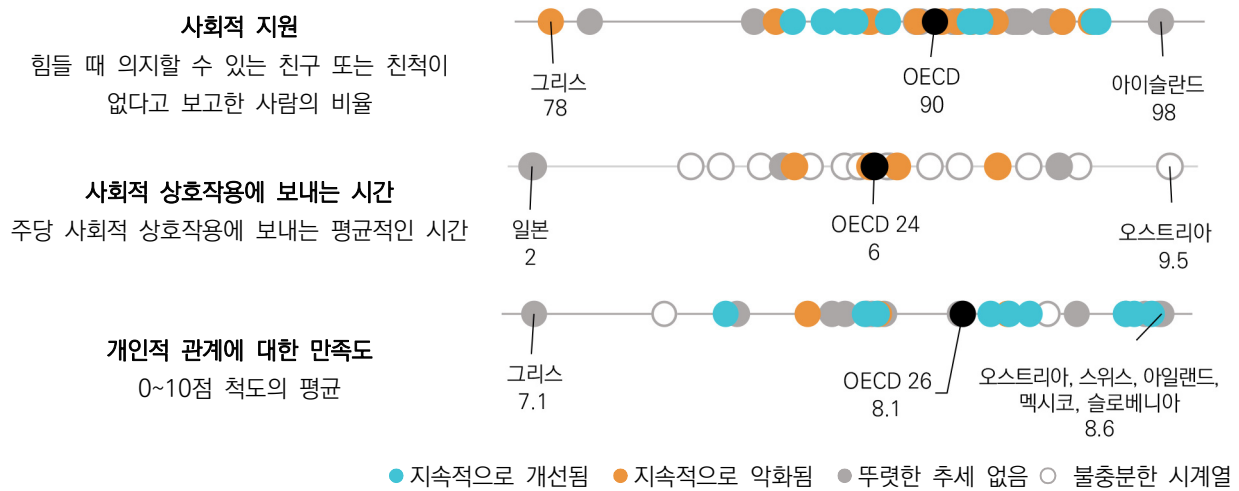 사회적 지원
힘들 때 의지할 수 있는 친구 또는 친척이
없다고 보고한 사람의 비율
그리스
78
OECD
90
아이슬란드
98
사회적 상호작용에 보내는 시간
주당 사회적 상호작용에 보내는 평균적인 시간
일본
2
OECD 24
6
오스트리아
9.5
개인적 관계에 대한 만족도
0~10점 척도의 평균
그리스
7.1
OECD 26
8.1
오스트리아, 스위스, 아일랜드,
멕시코, 슬로베니아
8.6
지속적으로 개선됨 지속적으로 악화됨 뚜렷한 추세 없음 불충분한 시계열